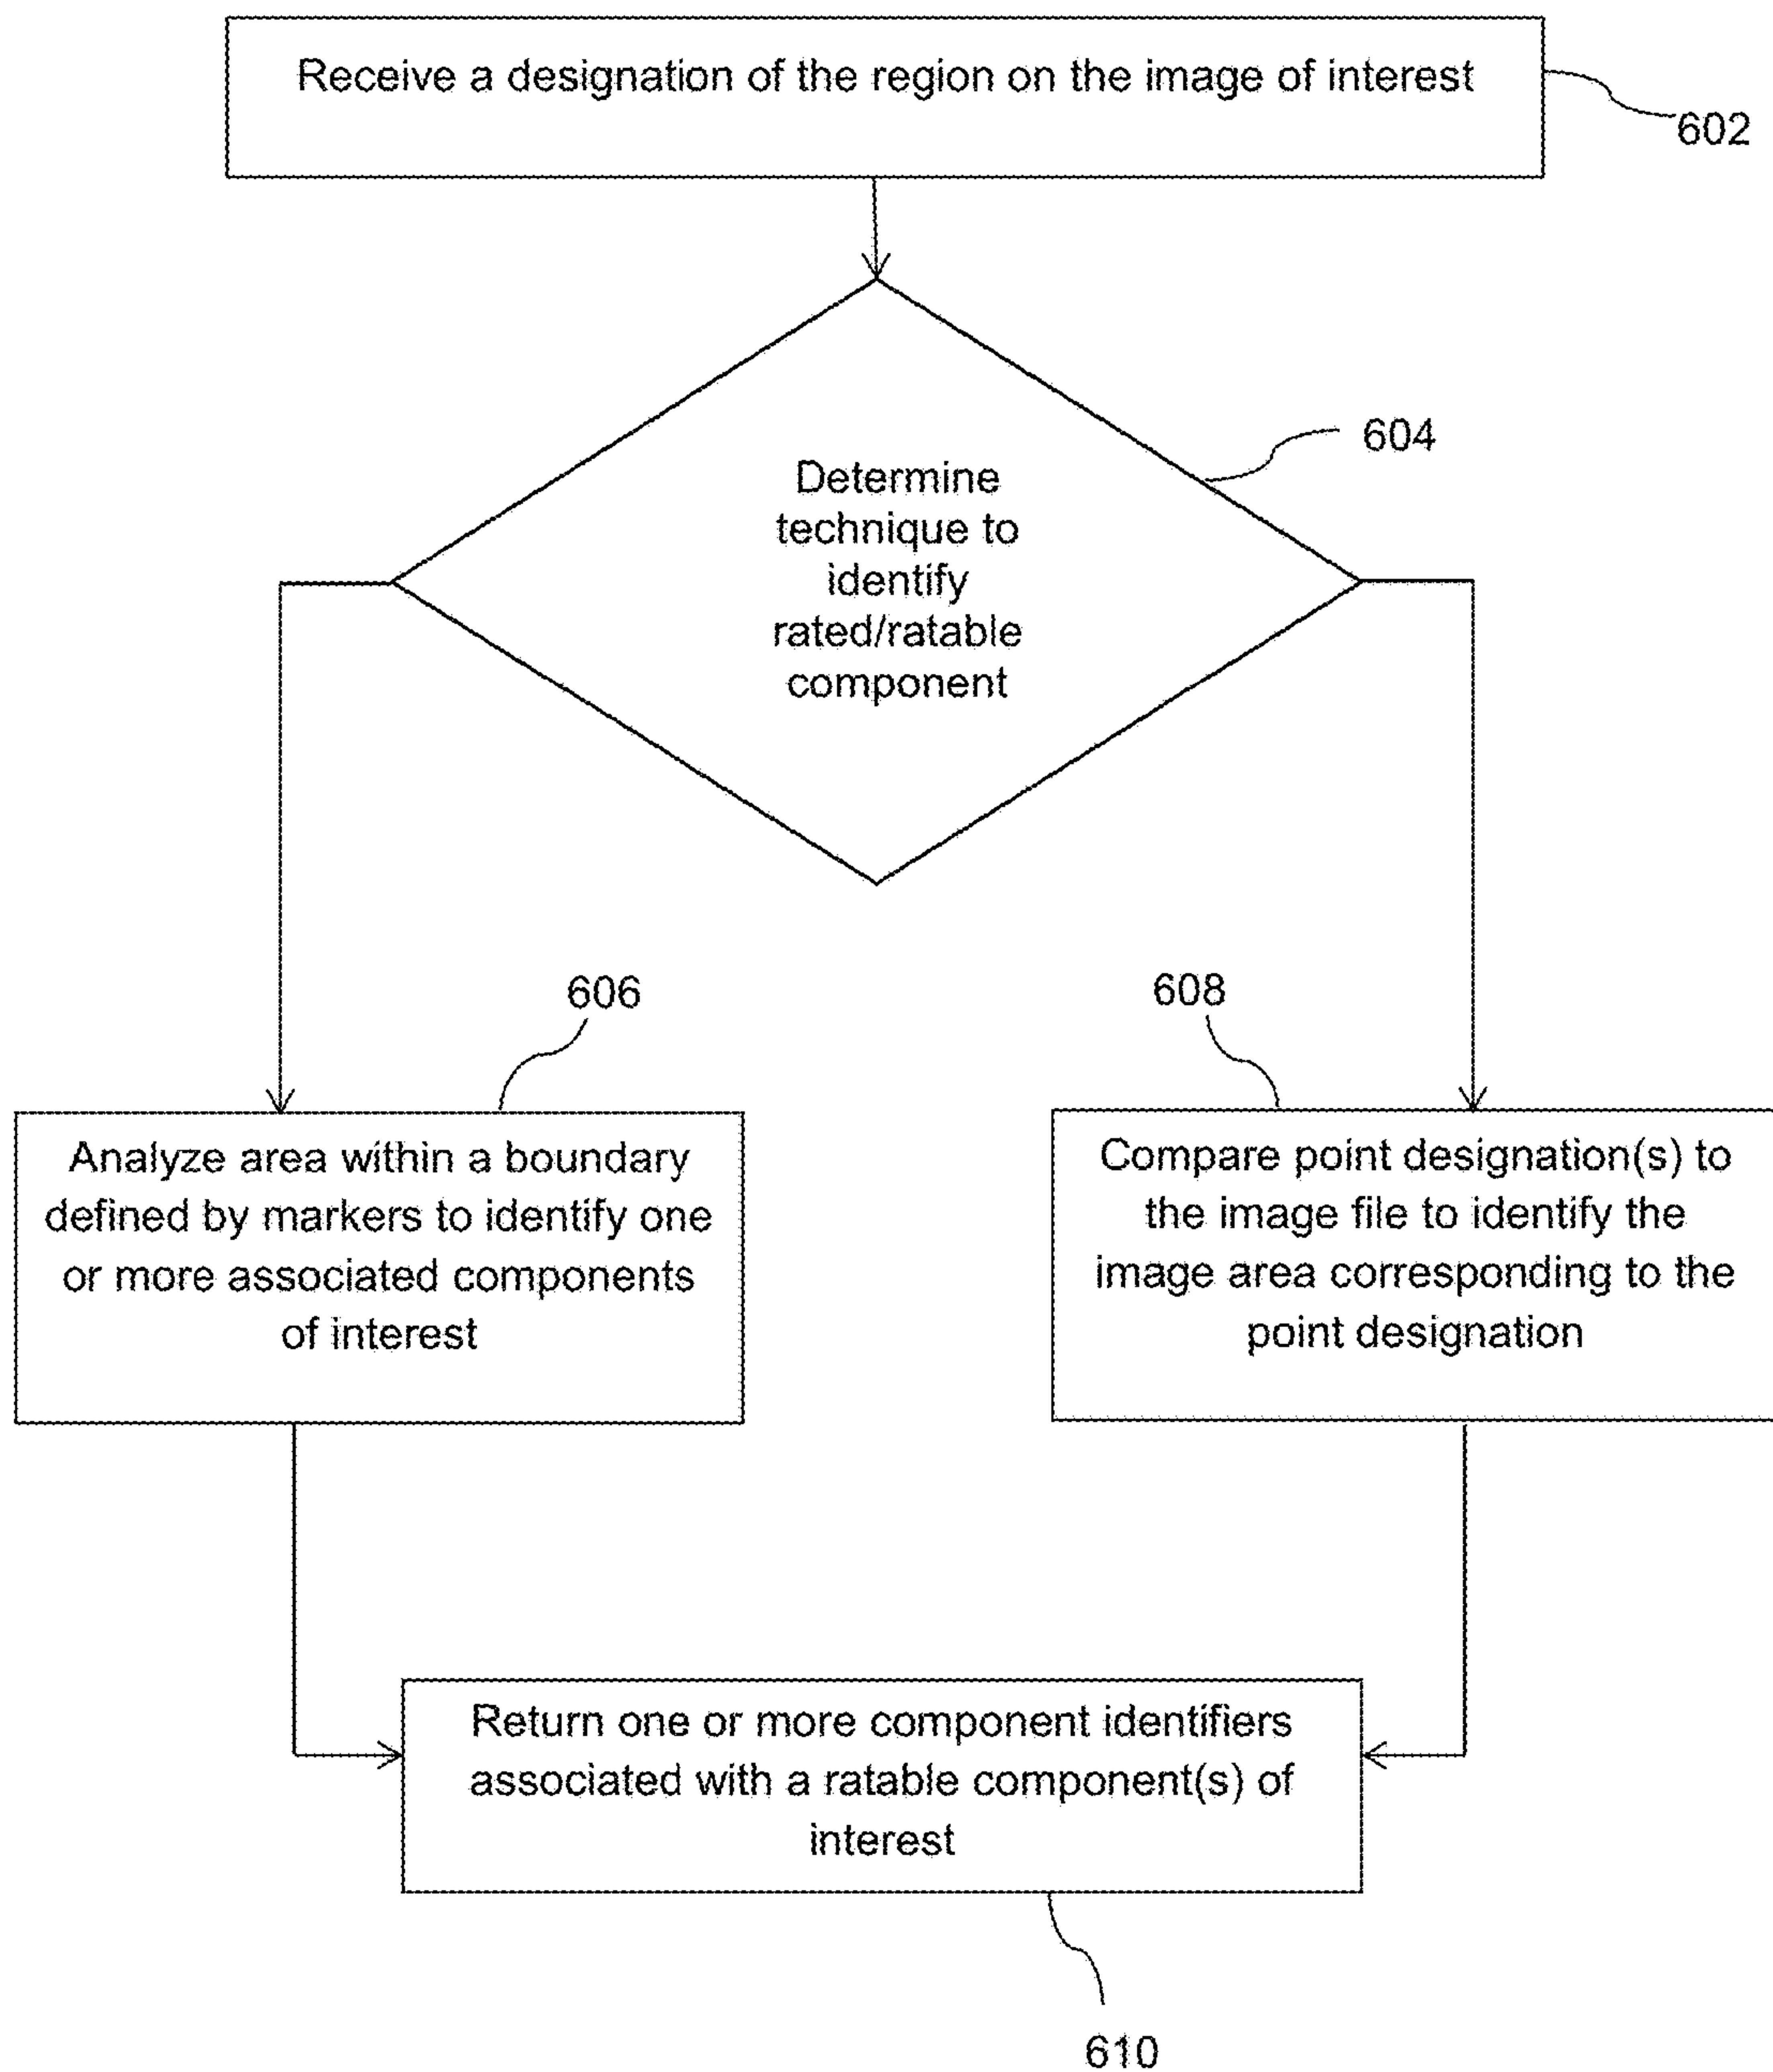 Receive a designation of the region on the image of interest
602
604
Determine
technique to
identify
rated/ratable
component
606
608
Analyze area within a boundary
defined by markers to identify one
or more associated components
of interest
Compare point designation(s) to
the image file to identify the
image area corresponding to the
point designation
Return one or more component identifiers
associated with a ratable component(s) of
interest
610